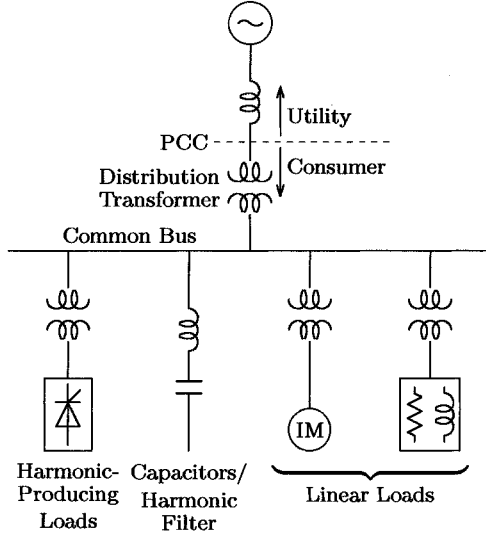 Utility
PCC
Consumer
Distribution
Transformer
Common Bus
IM
Harmonic-
Producing
Loads
Capacitors/
Harmonic
Filter
Linear Loads